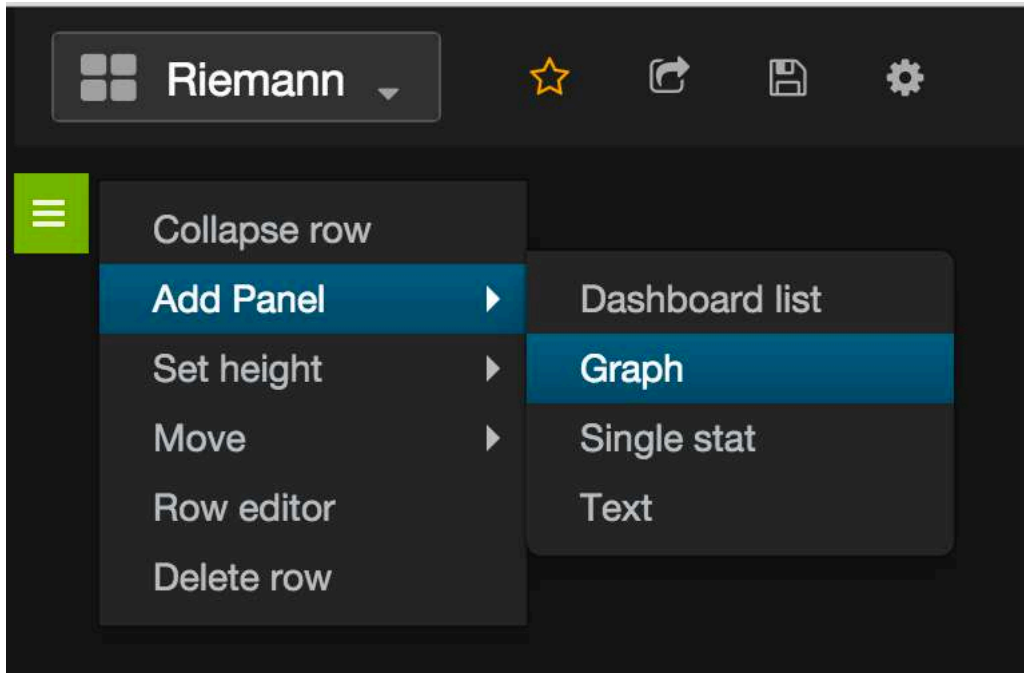 Riemann
Collapse row
Add Panel
Set height
Move
Row editor
Delete row
Dashboard list
Graph
Single stat
Text